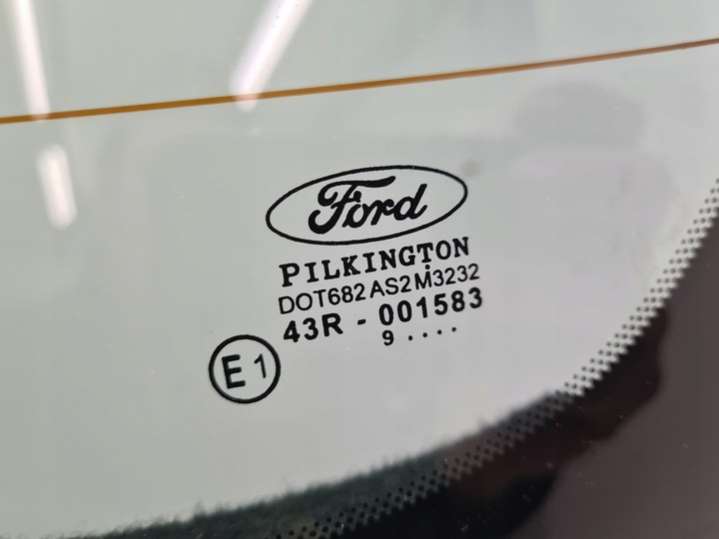 Ford
PILKINGTON
DOT682 AS2 M3232
43R - 001583
9 ....
E1